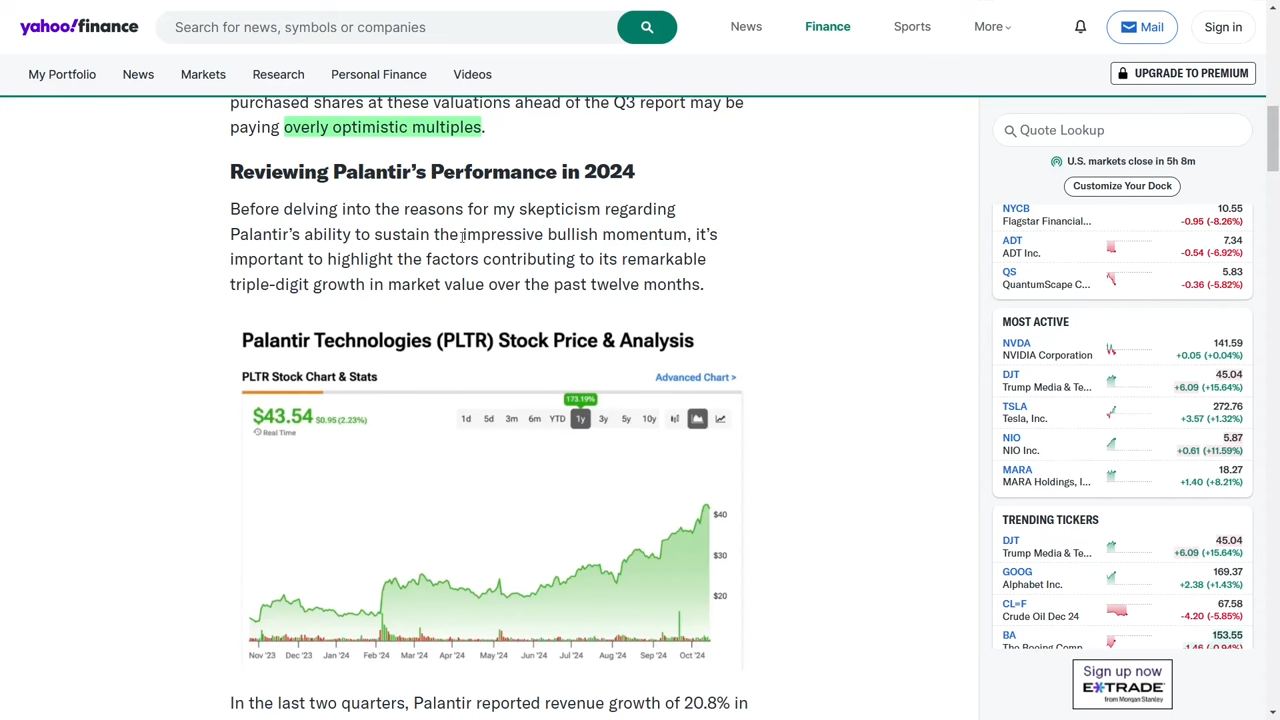 yahoo!finance
Search for news, symbols or companies
News
Finance
Sports
More
Mail
Sign in
My Portfolio
News
Markets
Research
Personal Finance
Videos
UPGRADE TO PREMIUM
purchased shares at these valuations ahead of the Q3 report may be
paying overly optimistic multiples.
Reviewing Palantir’s Performance in 2024
Before delving into the reasons for my skepticism regarding
Palantir’s ability to sustain the impressive bullish momentum, it’s
important to highlight the factors contributing to its remarkable
triple-digit growth in market value over the past twelve months.
Palantir Technologies (PLTR) Stock Price & Analysis
PLTR Stock Chart & Stats
Advanced Chart >
173.19%
$43.54 $0.95 (2.23%)
Real Time
1d 5d 3m 6m YTD 1y 3y 5y 10y
$40
$30
$20
Nov '23 Dec '23 Jan '24 Feb '24 Mar '24 Apr '24 May '24 Jun '24 Jul '24 Aug '24 Sep '24 Oct '24
In the last two quarters, Palantir reported revenue growth of 20.8% in
Quote Lookup
U.S. markets close in 5h 8m
Customize Your Dock
NYCB 10.55
Flagstar Financial... -0.95 (-8.26%)
ADT 7.34
ADT Inc. -0.54 (-6.92%)
QS 5.83
QuantumScape C... -0.36 (-5.82%)
MOST ACTIVE
NVDA 141.59
NVIDIA Corporation +0.05 (+0.04%)
DJT 45.04
Trump Media & Te... +6.09 (+15.64%)
TSLA 272.76
Tesla, Inc. +3.57 (+1.32%)
NIO 5.87
NIO Inc. +0.61 (+11.59%)
MARA 18.27
MARA Holdings, I... +1.40 (+8.21%)
TRENDING TICKERS
DJT 45.04
Trump Media & Te... +6.09 (+15.64%)
GOOG 169.37
Alphabet Inc. +2.38 (+1.43%)
CL=F 67.58
Crude Oil Dec 24 -4.20 (-5.85%)
BA 153.55
The Boeing Comp... -1.46 (-0.94%)
Sign up now
E*TRADE
from Morgan Stanley